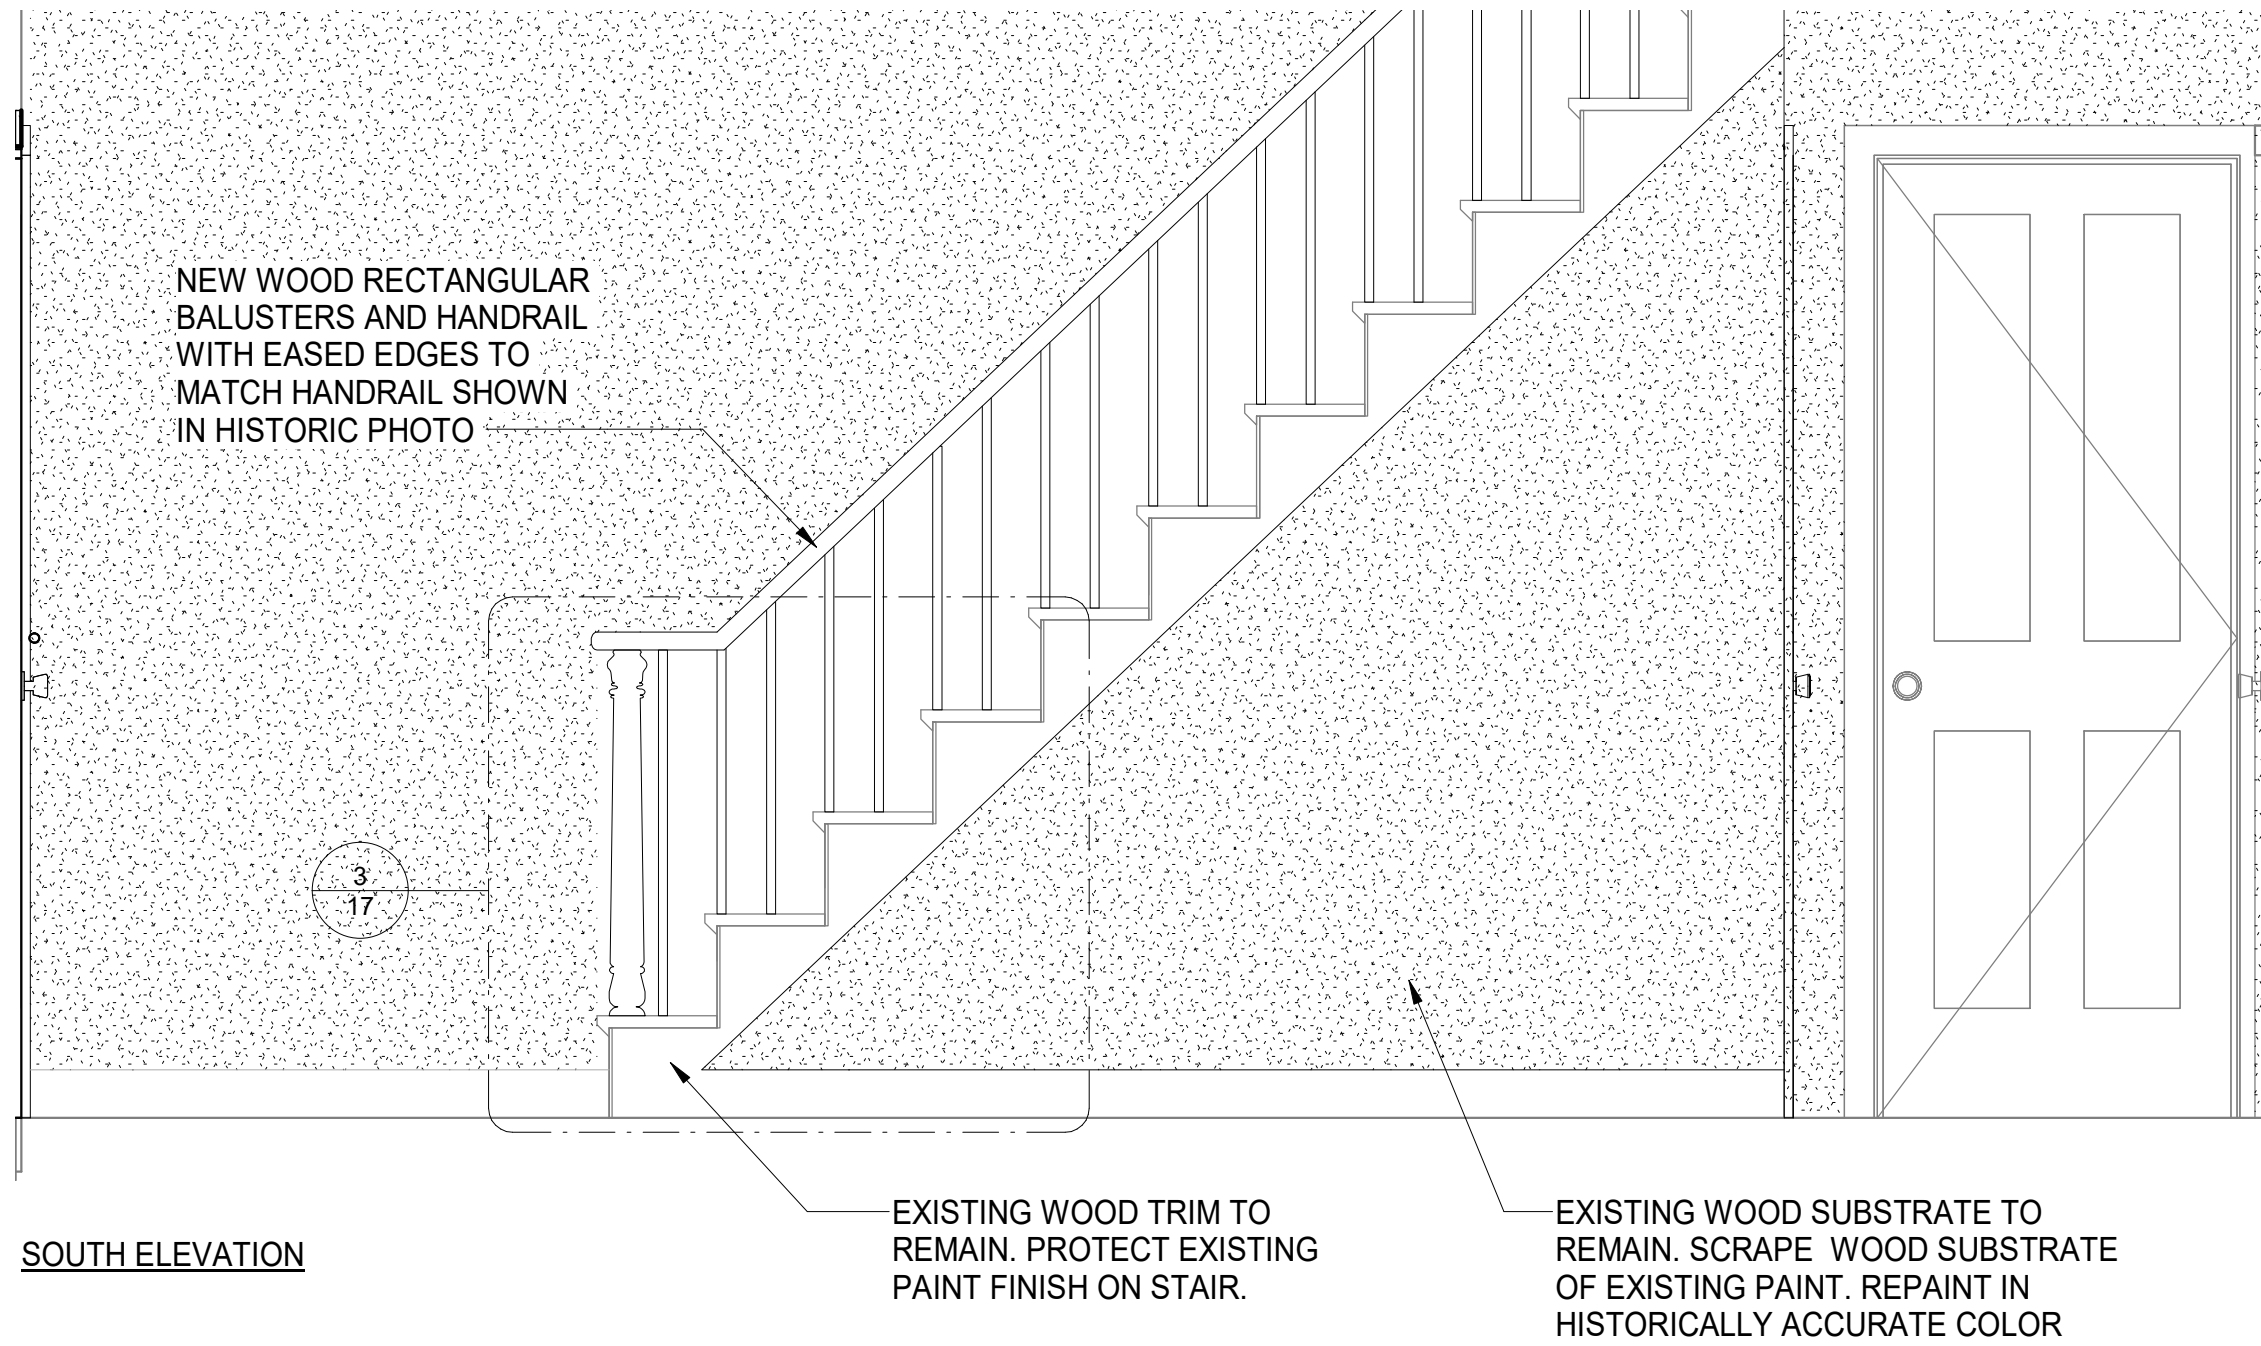 NEW WOOD RECTANGULAR
BALUSTERS AND HANDRAIL
WITH EASED EDGES TO
MATCH HANDRAIL SHOWN
IN HISTORIC PHOTO
3
17
EXISTING WOOD TRIM TO
REMAIN. PROTECT EXISTING
PAINT FINISH ON STAIR.
EXISTING WOOD SUBSTRATE TO
REMAIN. SCRAPE  WOOD SUBSTRATE
OF EXISTING PAINT. REPAINT IN
HISTORICALLY ACCURATE COLOR
SOUTH ELEVATION